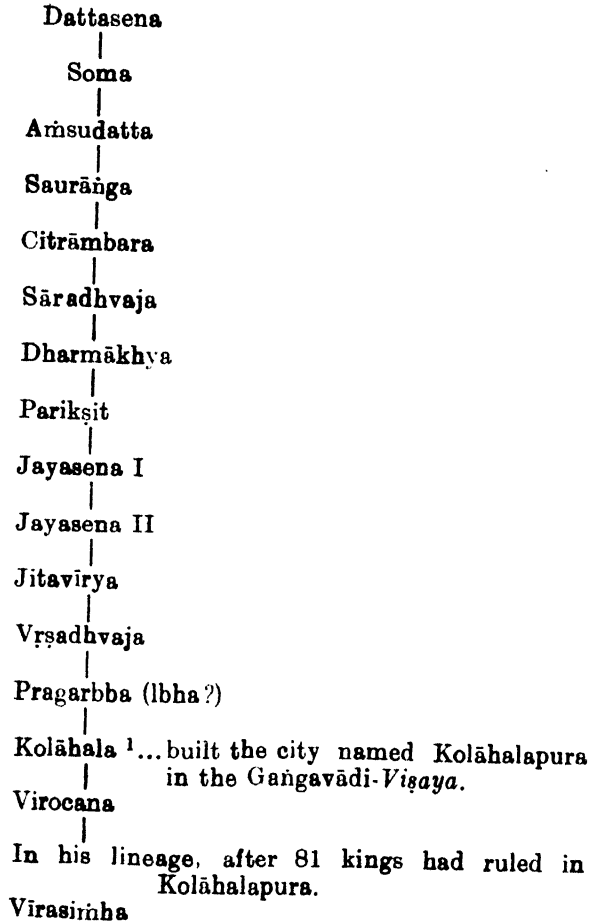 Dattasena
Soma
Aṁsudatta
Saurāṅga
Citrāmbara
Sāradhvaja
Dharmākhya
Parikṣit
Jayasena I
Jayasena II
Jitavīrya
Vṛṣadhvaja
Pragarbba (lbha?)
Kolāhala ¹...built the city named Kolāhalapura
in the Gaṅgavādi-Viṣaya.
Virocana
In his lineage, after 81 kings had ruled in
Kolāhalapura.
Vīrasiṁha